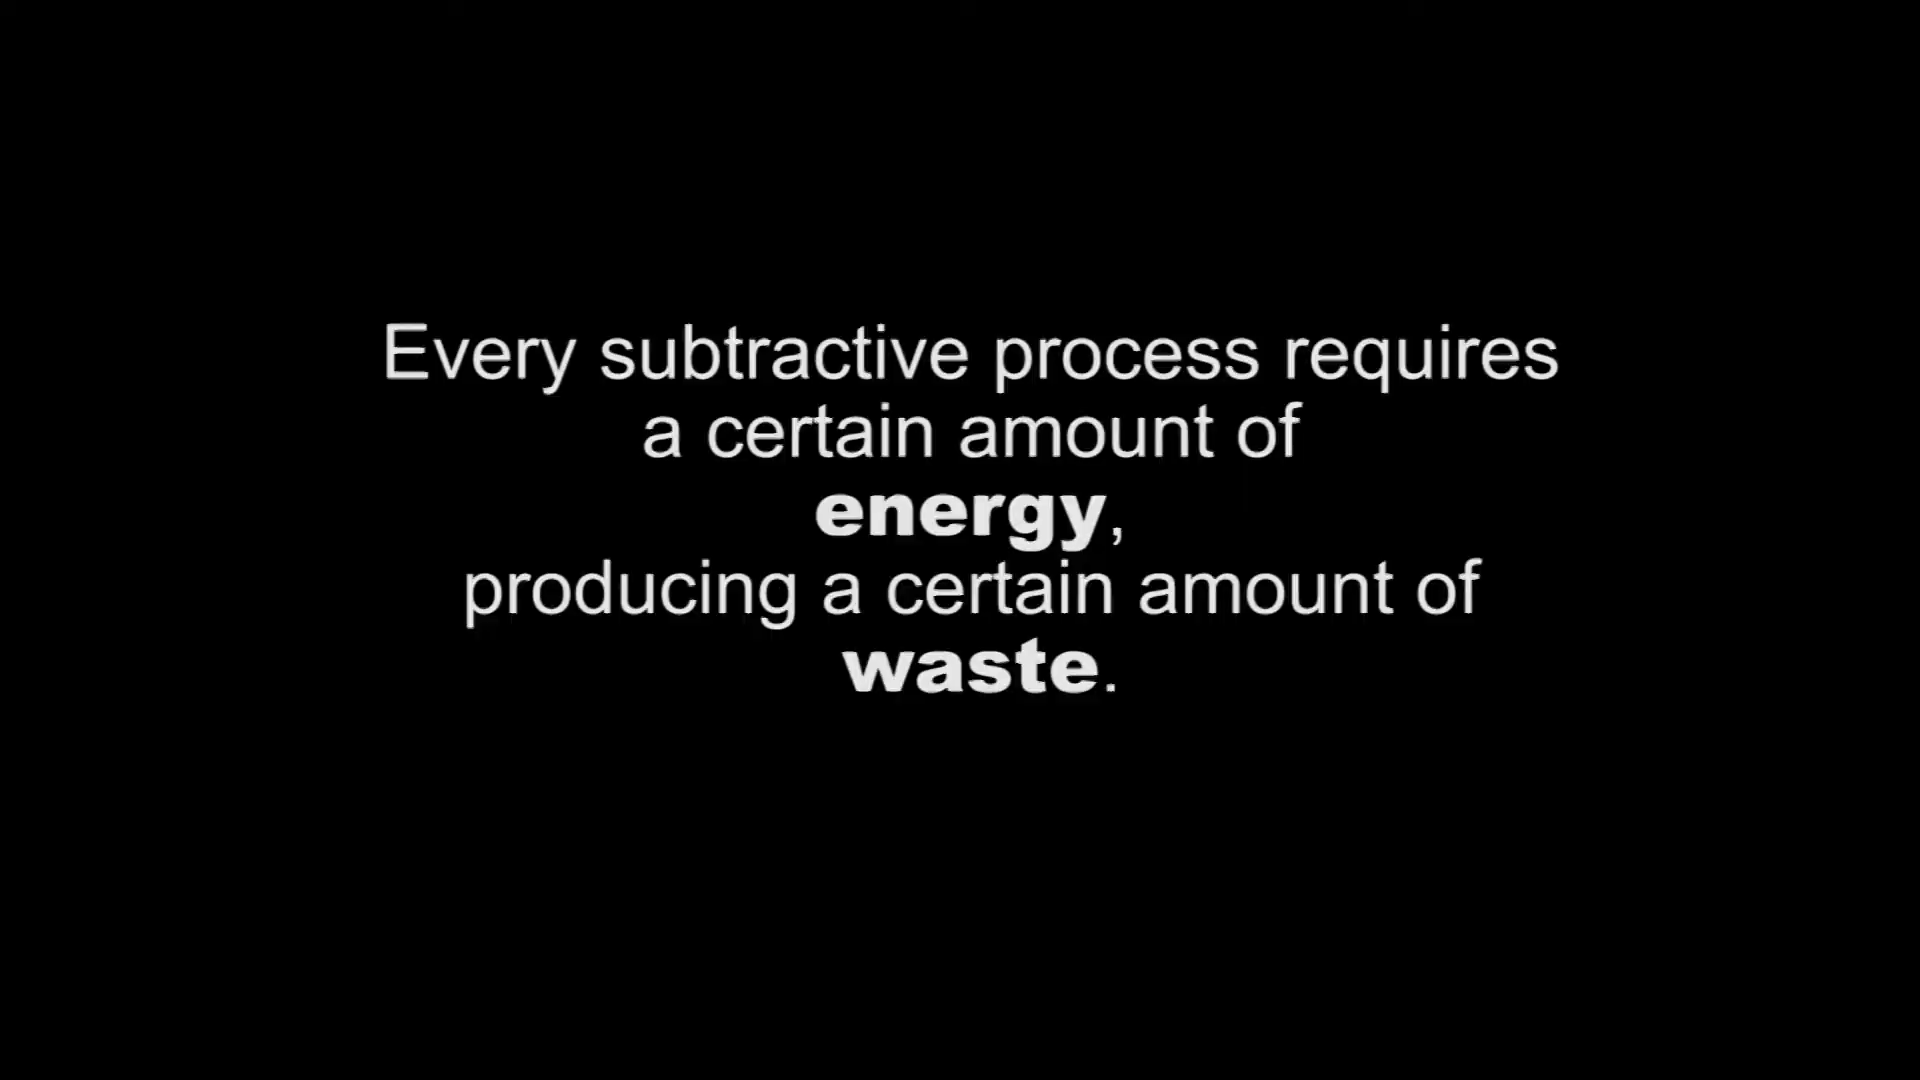 Every subtractive process requires
a certain amount of
energy,
producing a certain amount of
waste.